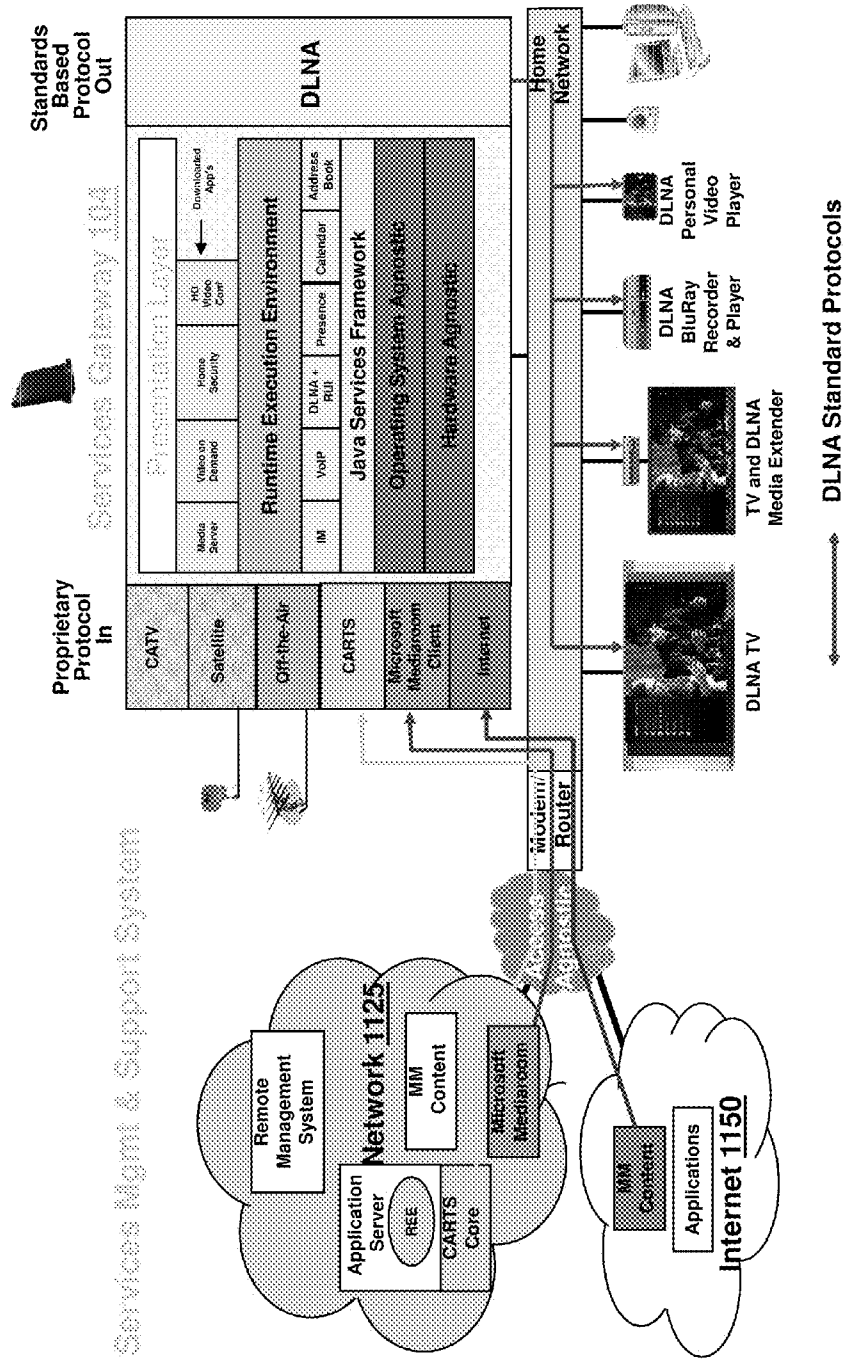 Services Mgmt & Support System
Services Gateway 104
Proprietary
Protocol
In
Standards
Based
Protocol
Out
CATV
Satellite
Off-the-Air
CARTS
Microsoft
Mediaroom
Client
Internet
Presentation Layer
Media
Server
Video on
Demand
Home
Security
HD
Video
Conf
Downloaded
App's
Runtime Execution Environment
IM
VoIP
DLNA +
RUI
Presence
Calendar
Address
Book
Java Services Framework
Operating System Agnostic
Hardware Agnostic
DLNA
Remote
Management
System
Network 1125
Application
Server
REE
CARTS
Core
MM
Content
Microsoft
Mediaroom
Access
Agnostic
Modem/
Router
Home
Network
MM
Content
Applications
Internet 1150
DLNA TV
TV and DLNA
Media Extender
DLNA
BluRay
Recorder
& Player
DLNA
Personal
Video
Player
DLNA Standard Protocols